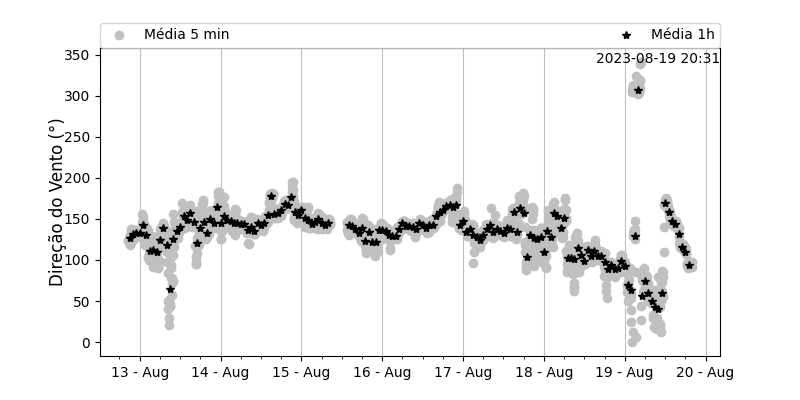 Média 5 min
Média 1h
2023-08-19 20:31
Direção do Vento (°)
350
300
250
200
150
100
50
0
13 - Aug
14 - Aug
15 - Aug
16 - Aug
17 - Aug
18 - Aug
19 - Aug
20 - Aug